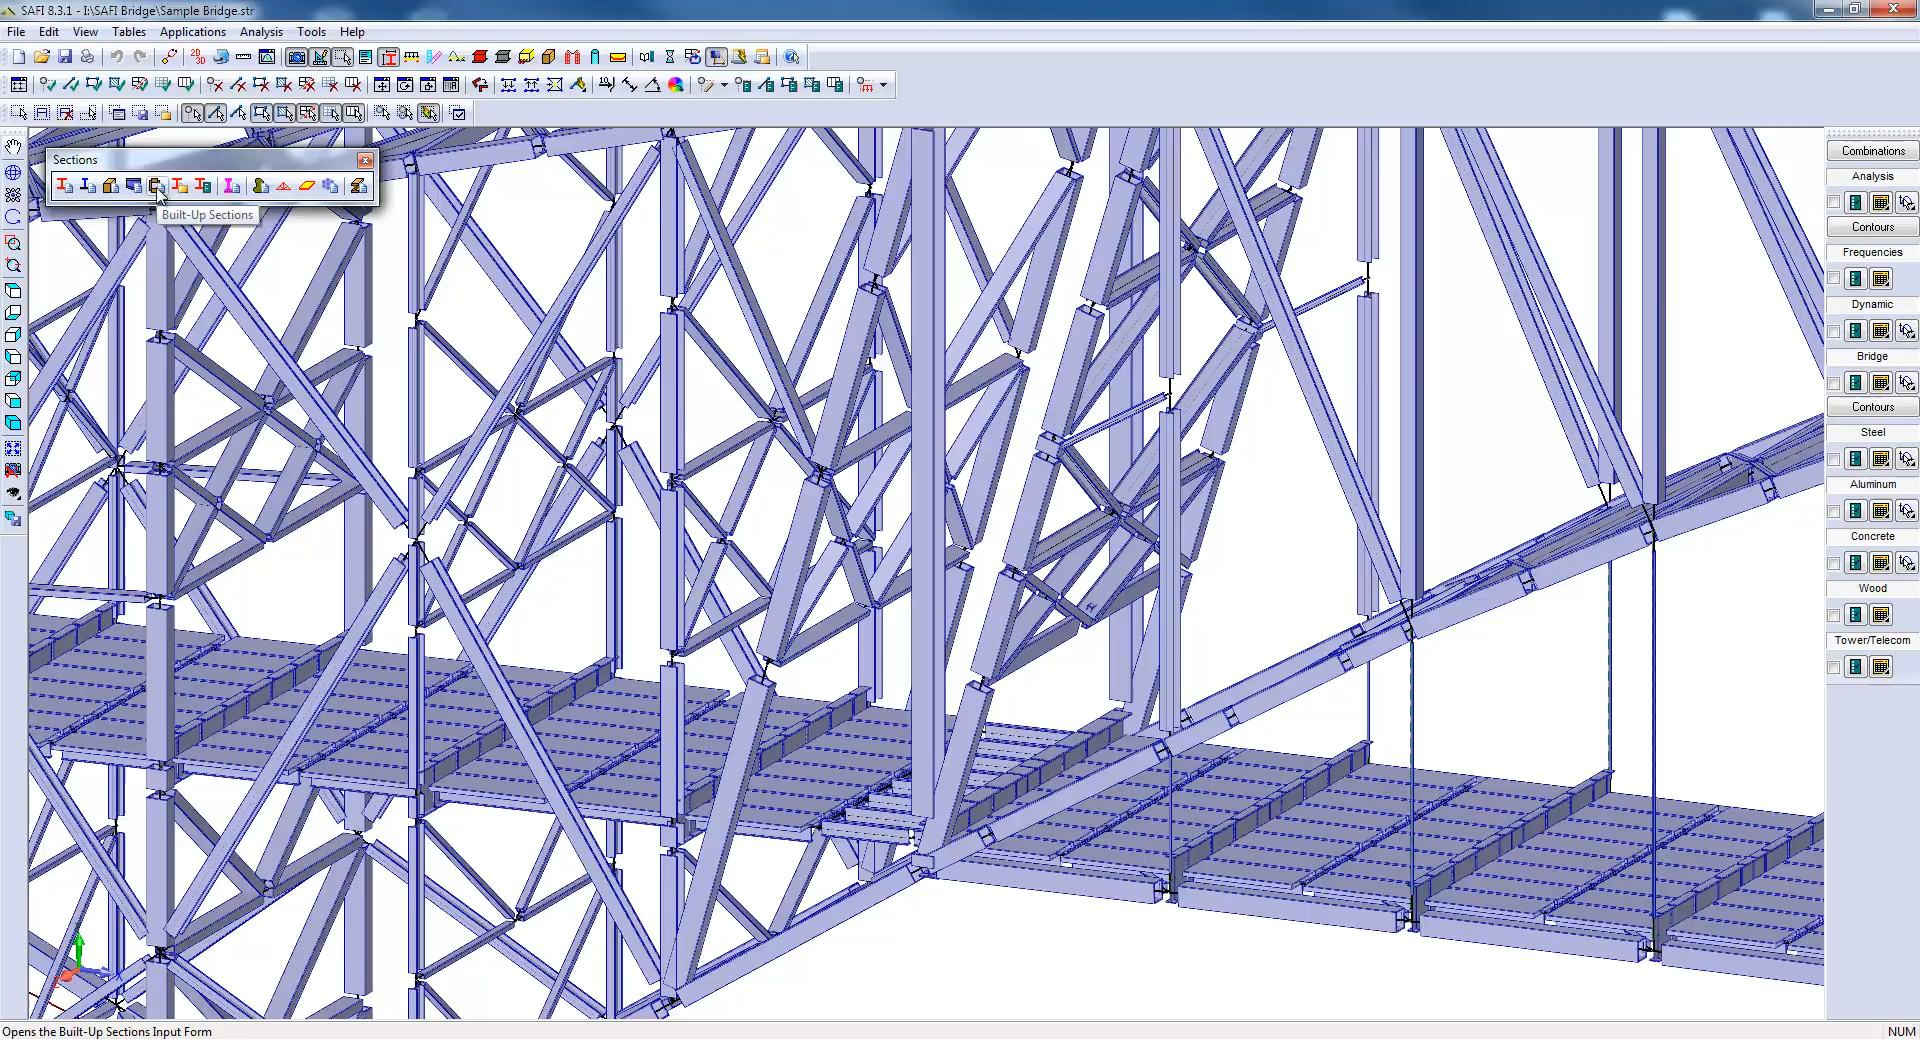 SAFI 8.3.1 - I:\SAFI Bridge\Sample Bridge.str
File Edit View Tables Applications Analysis Tools Help
Sections
Built-Up Sections
Combinations
Analysis
Contours
Frequencies
Dynamic
Bridge
Contours
Steel
Aluminum
Concrete
Wood
Tower/Telecom
Opens the Built-Up Sections Input Form
NUM